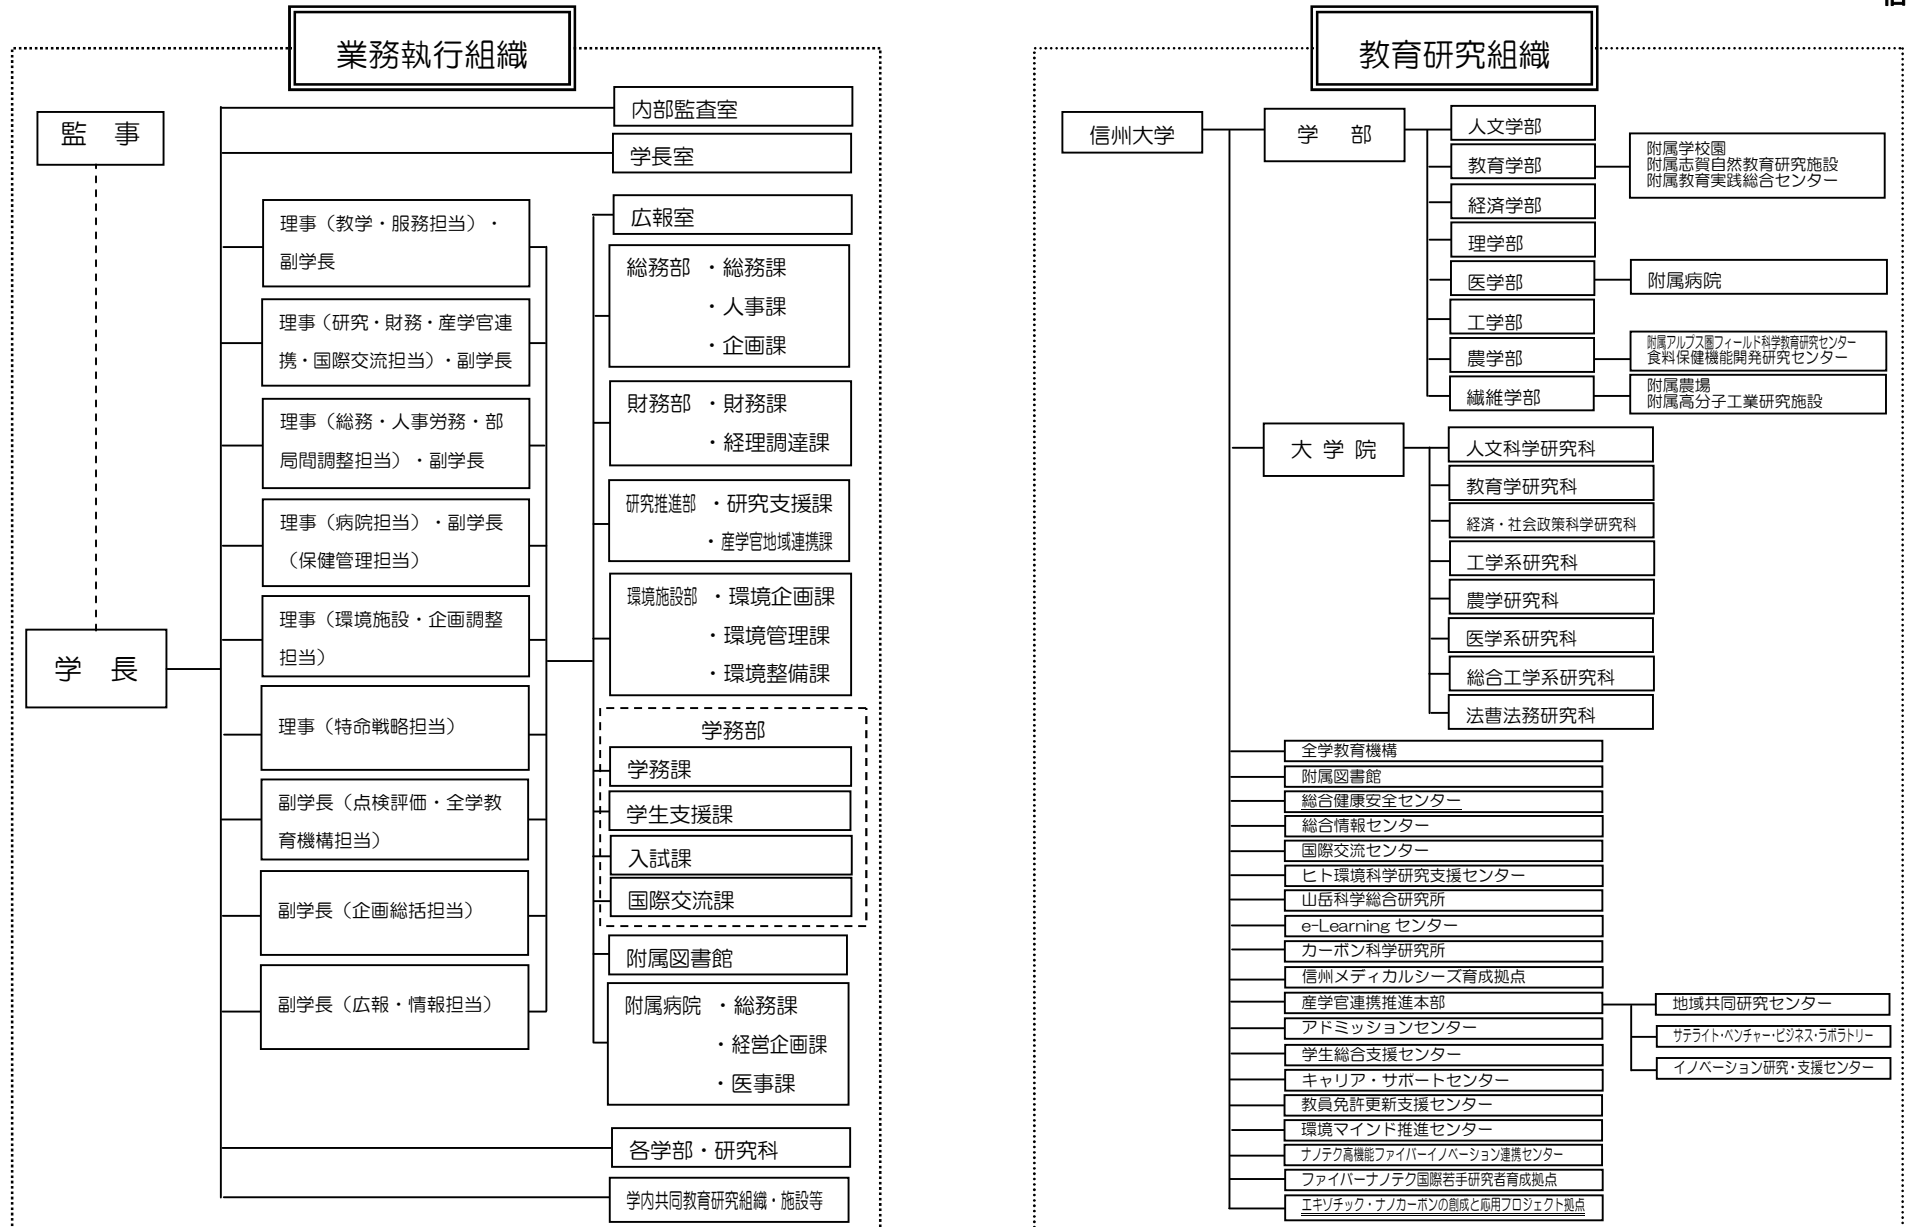 業務執行組織
監 事
学 長
内部監査室
学長室
理事（教学・服務担当）・
副学長
理事（研究・財務・産学官連
携・国際交流担当）・副学長
理事（総務・人事労務・部
局間調整担当）・副学長
理事（病院担当）・副学長
（保健管理担当）
理事（環境施設・企画調整
担当）
理事（特命戦略担当）
副学長（点検評価・全学教
育機構担当）
副学長（企画総括担当）
副学長（広報・情報担当）
広報室
総務部 ・総務課
・人事課
・企画課
財務部 ・財務課
・経理調達課
研究推進部 ・研究支援課
・産学官地域連携課
環境施設部 ・環境企画課
・環境管理課
・環境整備課
学務部
学務課
学生支援課
入試課
国際交流課
附属図書館
附属病院 ・総務課
・経営企画課
・医事課
各学部・研究科
学内共同教育研究組織・施設等
教育研究組織
信州大学
学 部
人文学部
教育学部
附属学校園
附属志賀自然教育研究施設
附属教育実践総合センター
経済学部
理学部
医学部
附属病院
工学部
農学部
附属アルプス圏フィールド科学教育研究センター
食料保健機能開発研究センター
繊維学部
附属農場
附属高分子工業研究施設
大 学 院
人文科学研究科
教育学研究科
経済・社会政策科学研究科
工学系研究科
農学研究科
医学系研究科
総合工学系研究科
法曹法務研究科
全学教育機構
附属図書館
総合健康安全センター
総合情報センター
国際交流センター
ヒト環境科学研究支援センター
山岳科学総合研究所
e-Learning センター
カーボン科学研究所
信州メディカルシーズ育成拠点
産学官連携推進本部
地域共同研究センター
サテライト・ベンチャー・ビジネス・ラボラトリー
イノベーション研究・支援センター
アドミッションセンター
学生総合支援センター
キャリア・サポートセンター
教員免許更新支援センター
環境マインド推進センター
ナノテク高機能ファイバーイノベーション連携センター
ファイバーナノテク国際若手研究者育成拠点
エキゾチック・ナノカーボンの創成と応用プロジェクト拠点